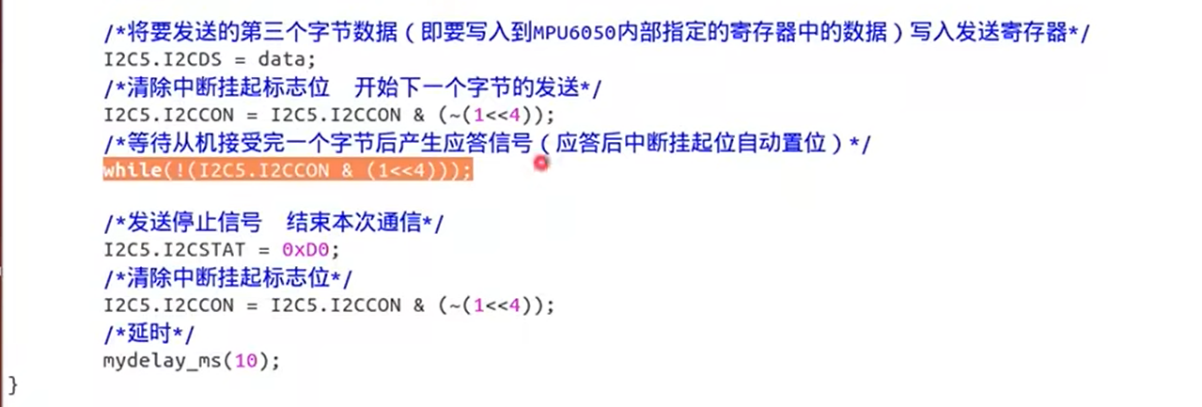 /*将要发送的第三个字节数据（即要写入到MPU6050内部指定的寄存器中的数据）写入发送寄存器*/
I2C5.I2CDS = data;
/*清除中断挂起标志位  开始下一个字节的发送*/
I2C5.I2CCON = I2C5.I2CCON & (~(1<<4));
/*等待从机接受完一个字节后产生应答信号（应答后中断挂起位自动置位）*/
while(!(I2C5.I2CCON & (1<<4)));
/*发送停止信号  结束本次通信*/
I2C5.I2CSTAT = 0xD0;
/*清除中断挂起标志位*/
I2C5.I2CCON = I2C5.I2CCON & (~(1<<4));
/*延时*/
mydelay_ms(10);
}